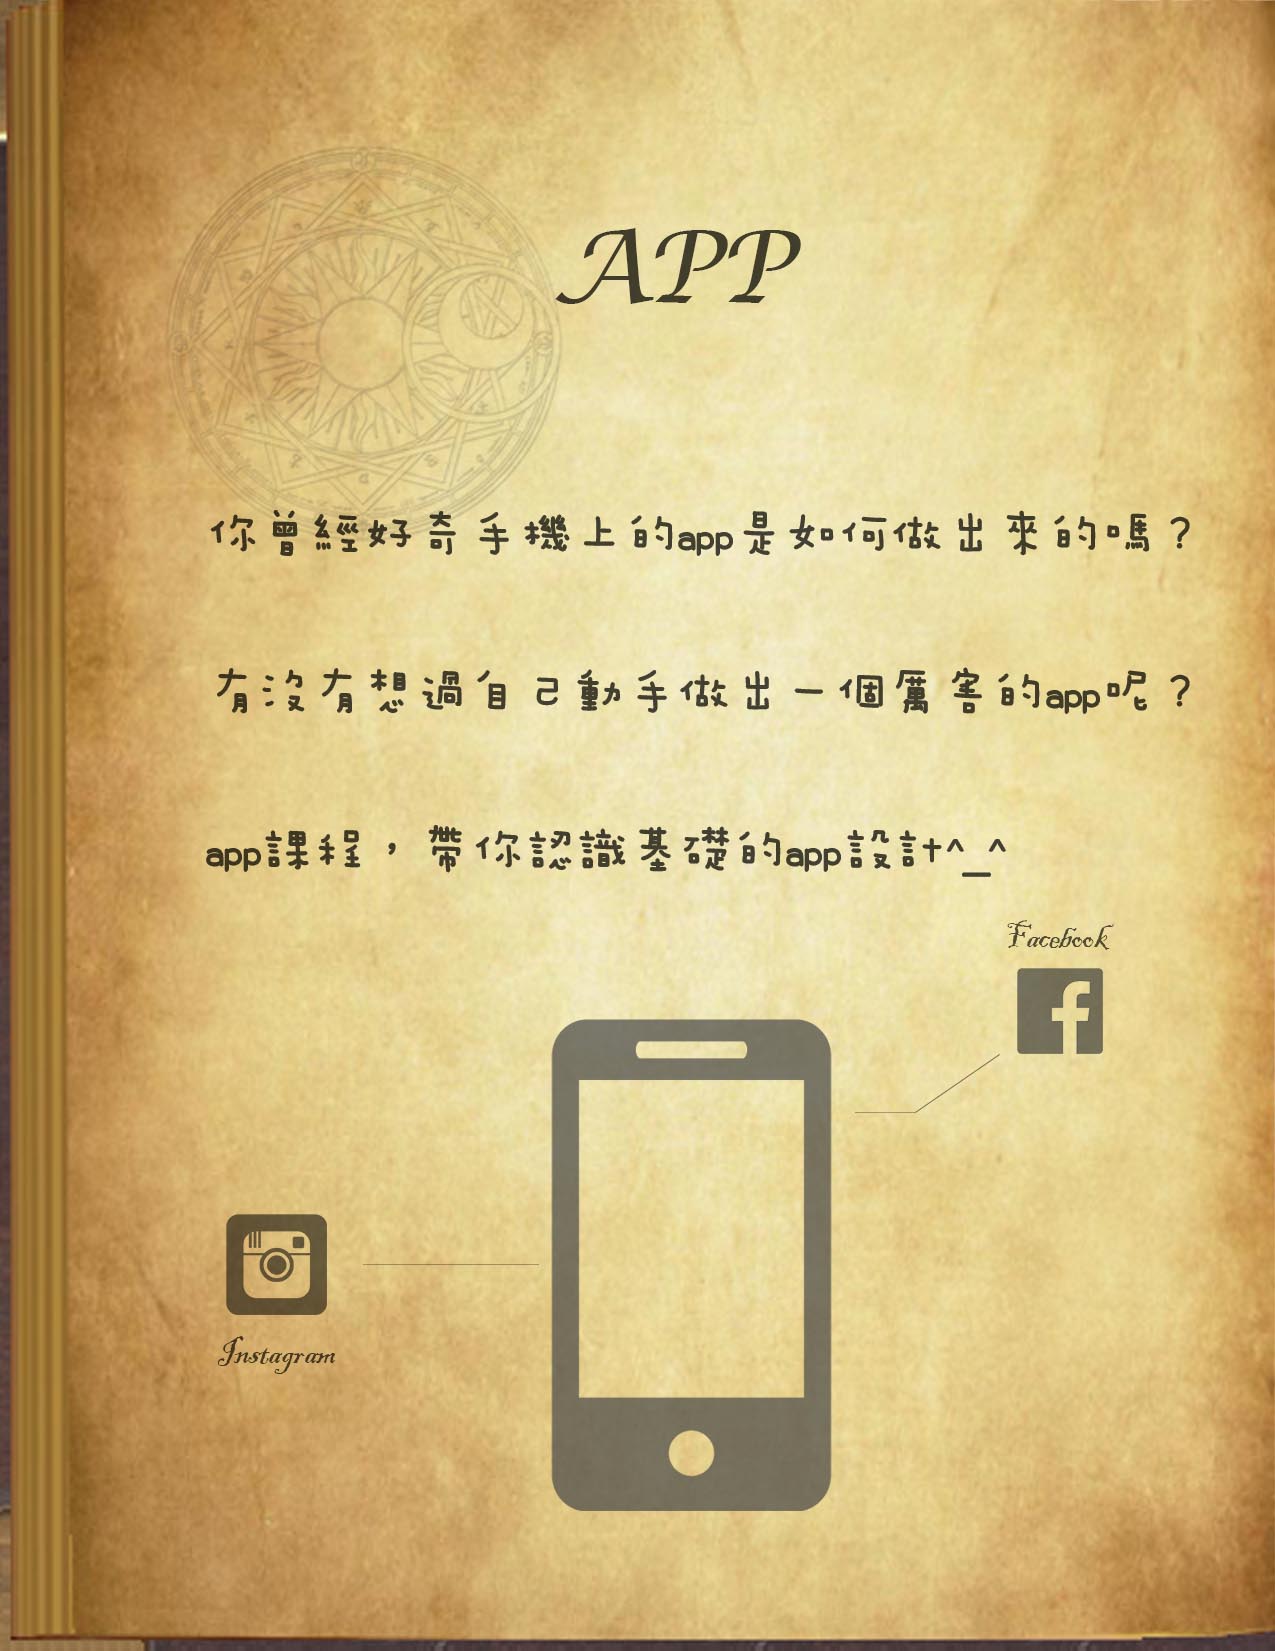 APP
你曾經好奇手機上的app是如何做出來的嗎？
有沒有想過自己動手做出一個厲害的app呢？
app課程，帶你認識基礎的app設計^_^
Facebook
Instagram